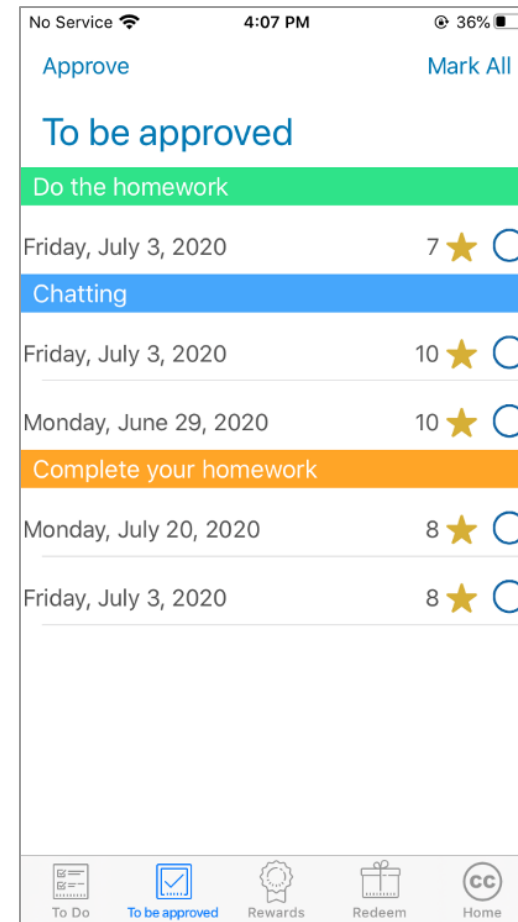 No Service 4:07 PM 36%
Approve Mark All
To be approved
Do the homework
Friday, July 3, 2020 7
Chatting
Friday, July 3, 2020 10
Monday, June 29, 2020 10
Complete your homework
Monday, July 20, 2020 8
Friday, July 3, 2020 8
CC
To Do To be approved Rewards Redeem Home